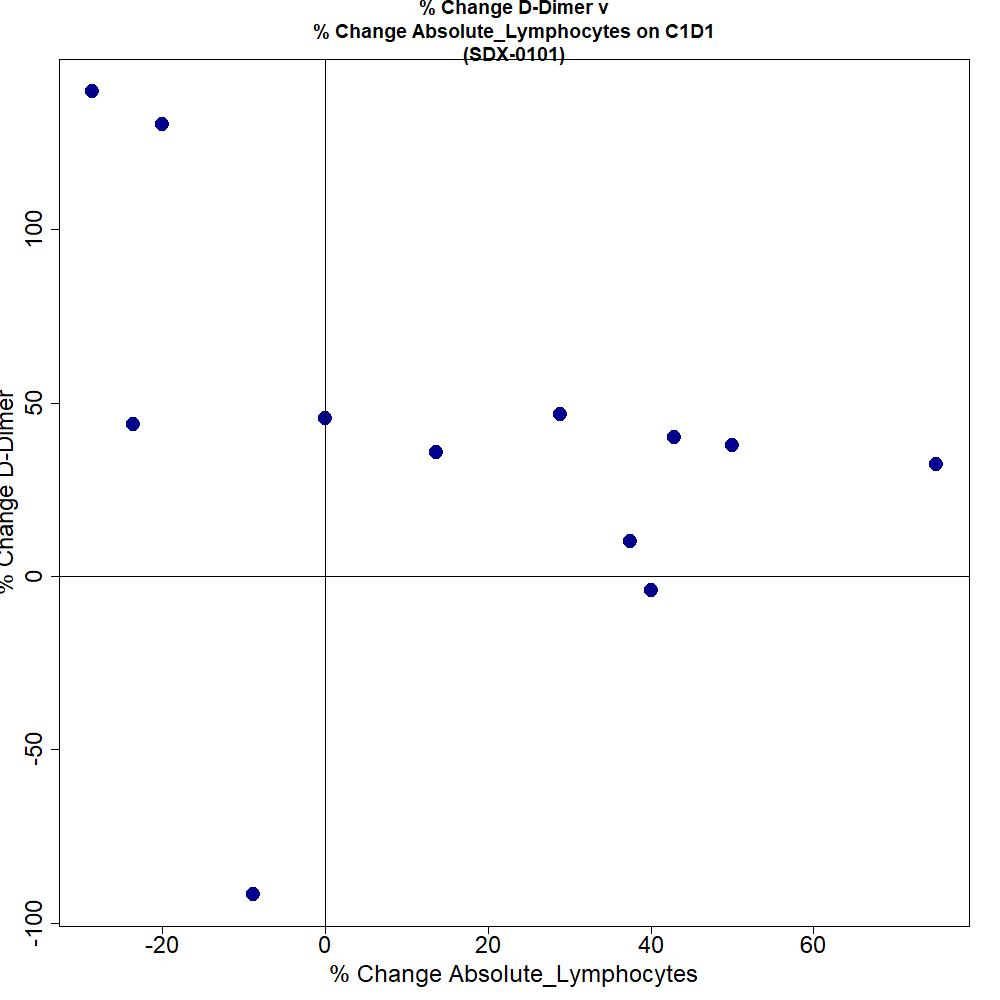 % Change D-Dimer v
% Change Absolute_Lymphocytes on C1D1
(SDX-0101)
100
50
0
-50
-100
% Change D-Dimer
-20
0
20
40
60
% Change Absolute_Lymphocytes